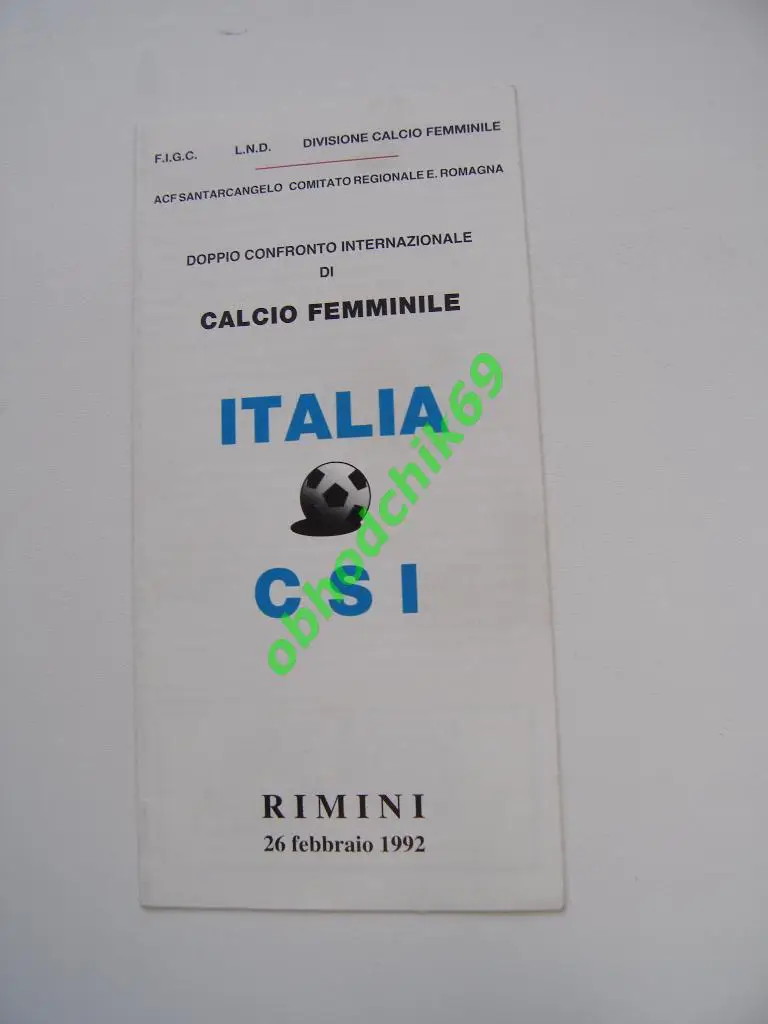 F.I.G.C. L.N.D. DIVISIONE CALCIO FEMMINILE
ACF SANTARCANGELO COMITATO REGIONALE E. ROMAGNA
DOPPIO CONFRONTO INTERNAZIONALE
DI
CALCIO FEMMINILE
ITALIA
CSI
RIMINI
26 febbraio 1992
obhodchik69